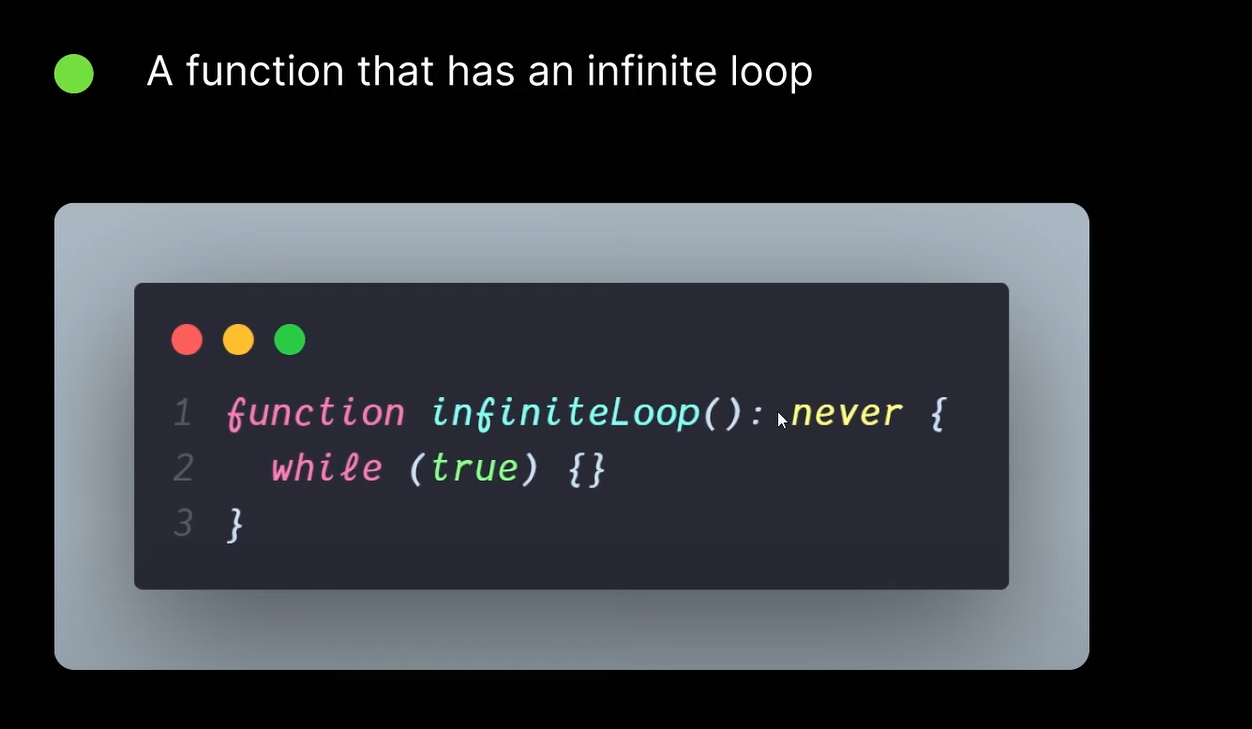 A function that has an infinite loop
1 function infiniteLoop(): never {
2 while (true) {}
3 }